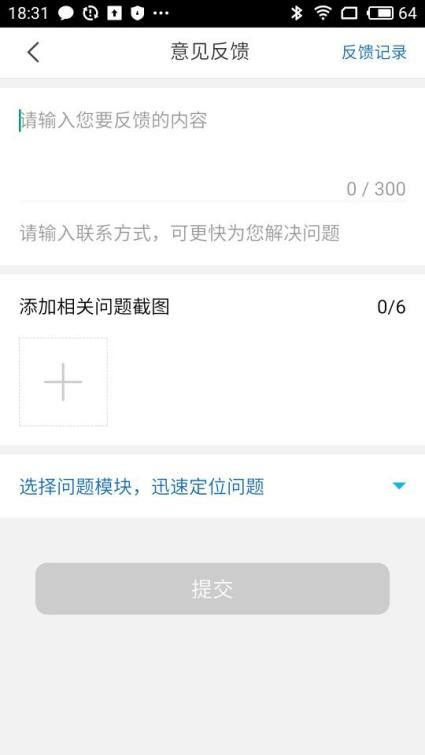 18:31
64
意见反馈
反馈记录
请输入您要反馈的内容
0 / 300
请输入联系方式，可更快为您解决问题
添加相关问题截图
0/6
选择问题模块，迅速定位问题
提交